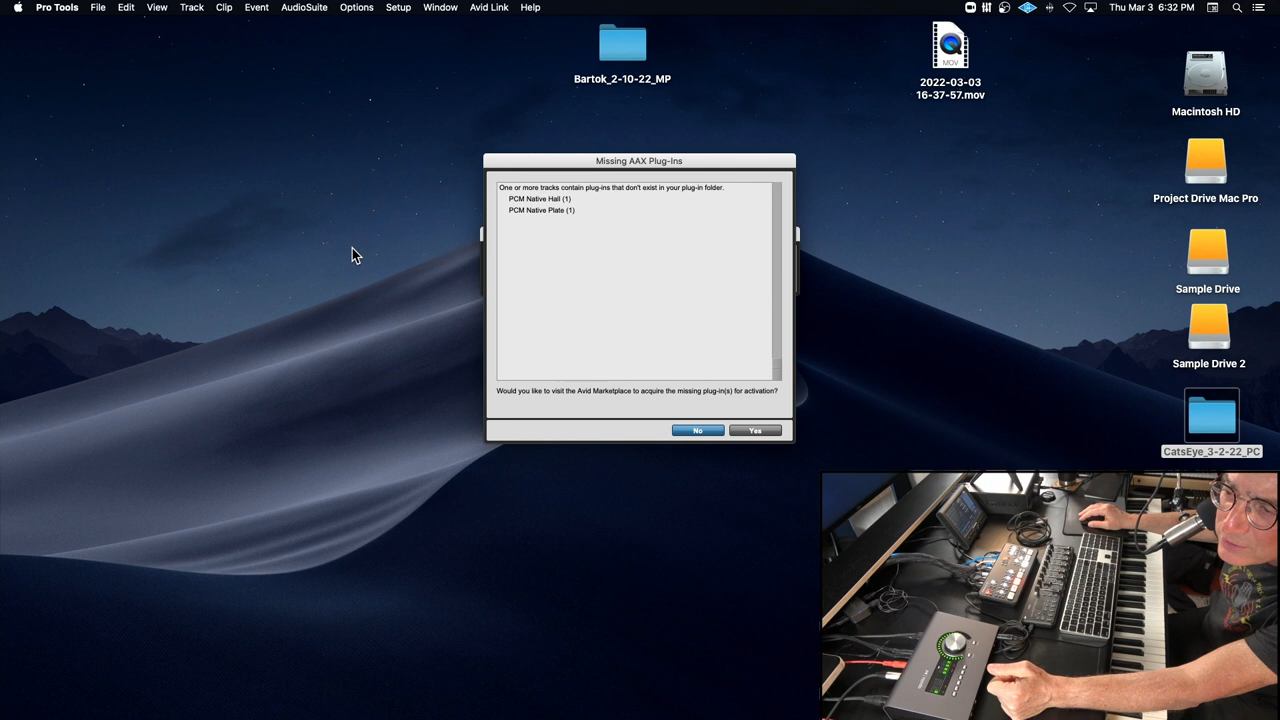 Pro Tools File Edit View Track Clip Event AudioSuite Options Setup Window Avid Link Help
Thu Mar 3 6:32 PM
Bartok_2-10-22_MP
MOV
2022-03-03
16-37-57.mov
Macintosh HD
Project Drive Mac Pro
Sample Drive
Sample Drive 2
CatsEye_3-2-22_PC
Missing AAX Plug-Ins
One or more tracks contain plug-ins that don't exist in your plug-in folder.
PCM Native Hall (1)
PCM Native Plate (1)
Would you like to visit the Avid Marketplace to acquire the missing plug-in(s) for activation?
No Yes